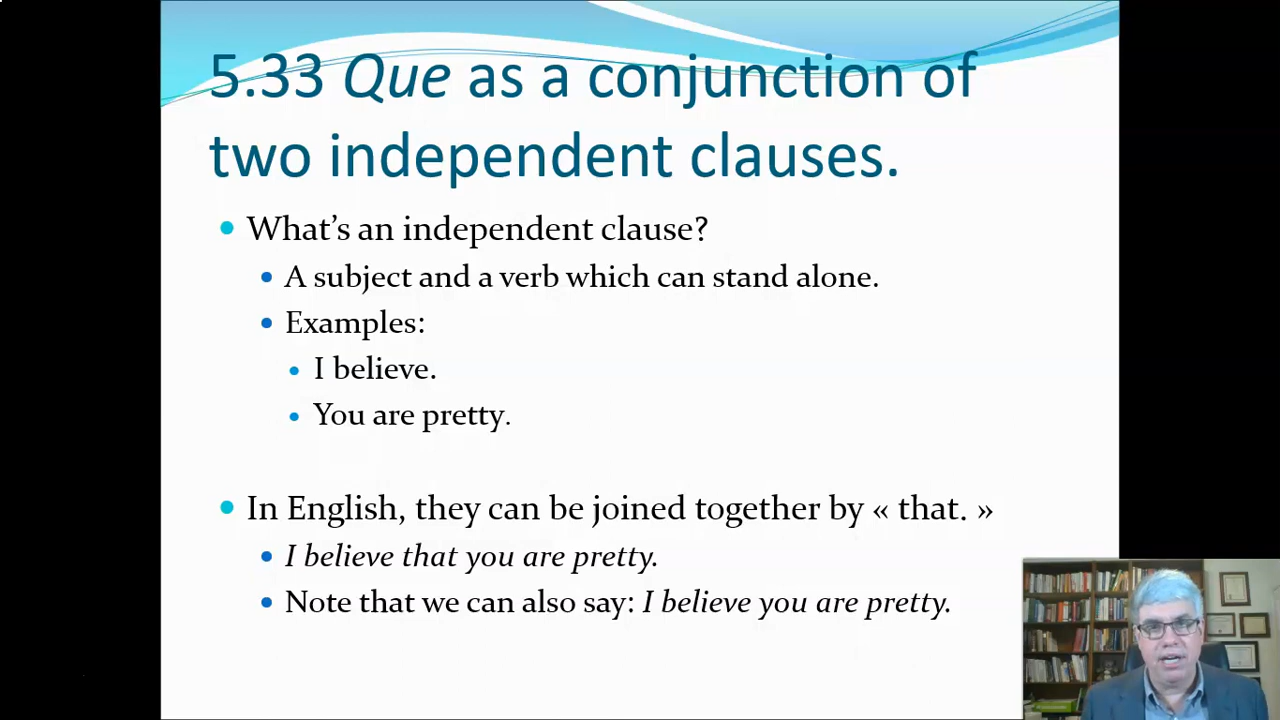 5.33 Que as a conjunction of
two independent clauses.
What’s an independent clause?
A subject and a verb which can stand alone.
Examples:
I believe.
You are pretty.
In English, they can be joined together by « that. »
I believe that you are pretty.
Note that we can also say: I believe you are pretty.